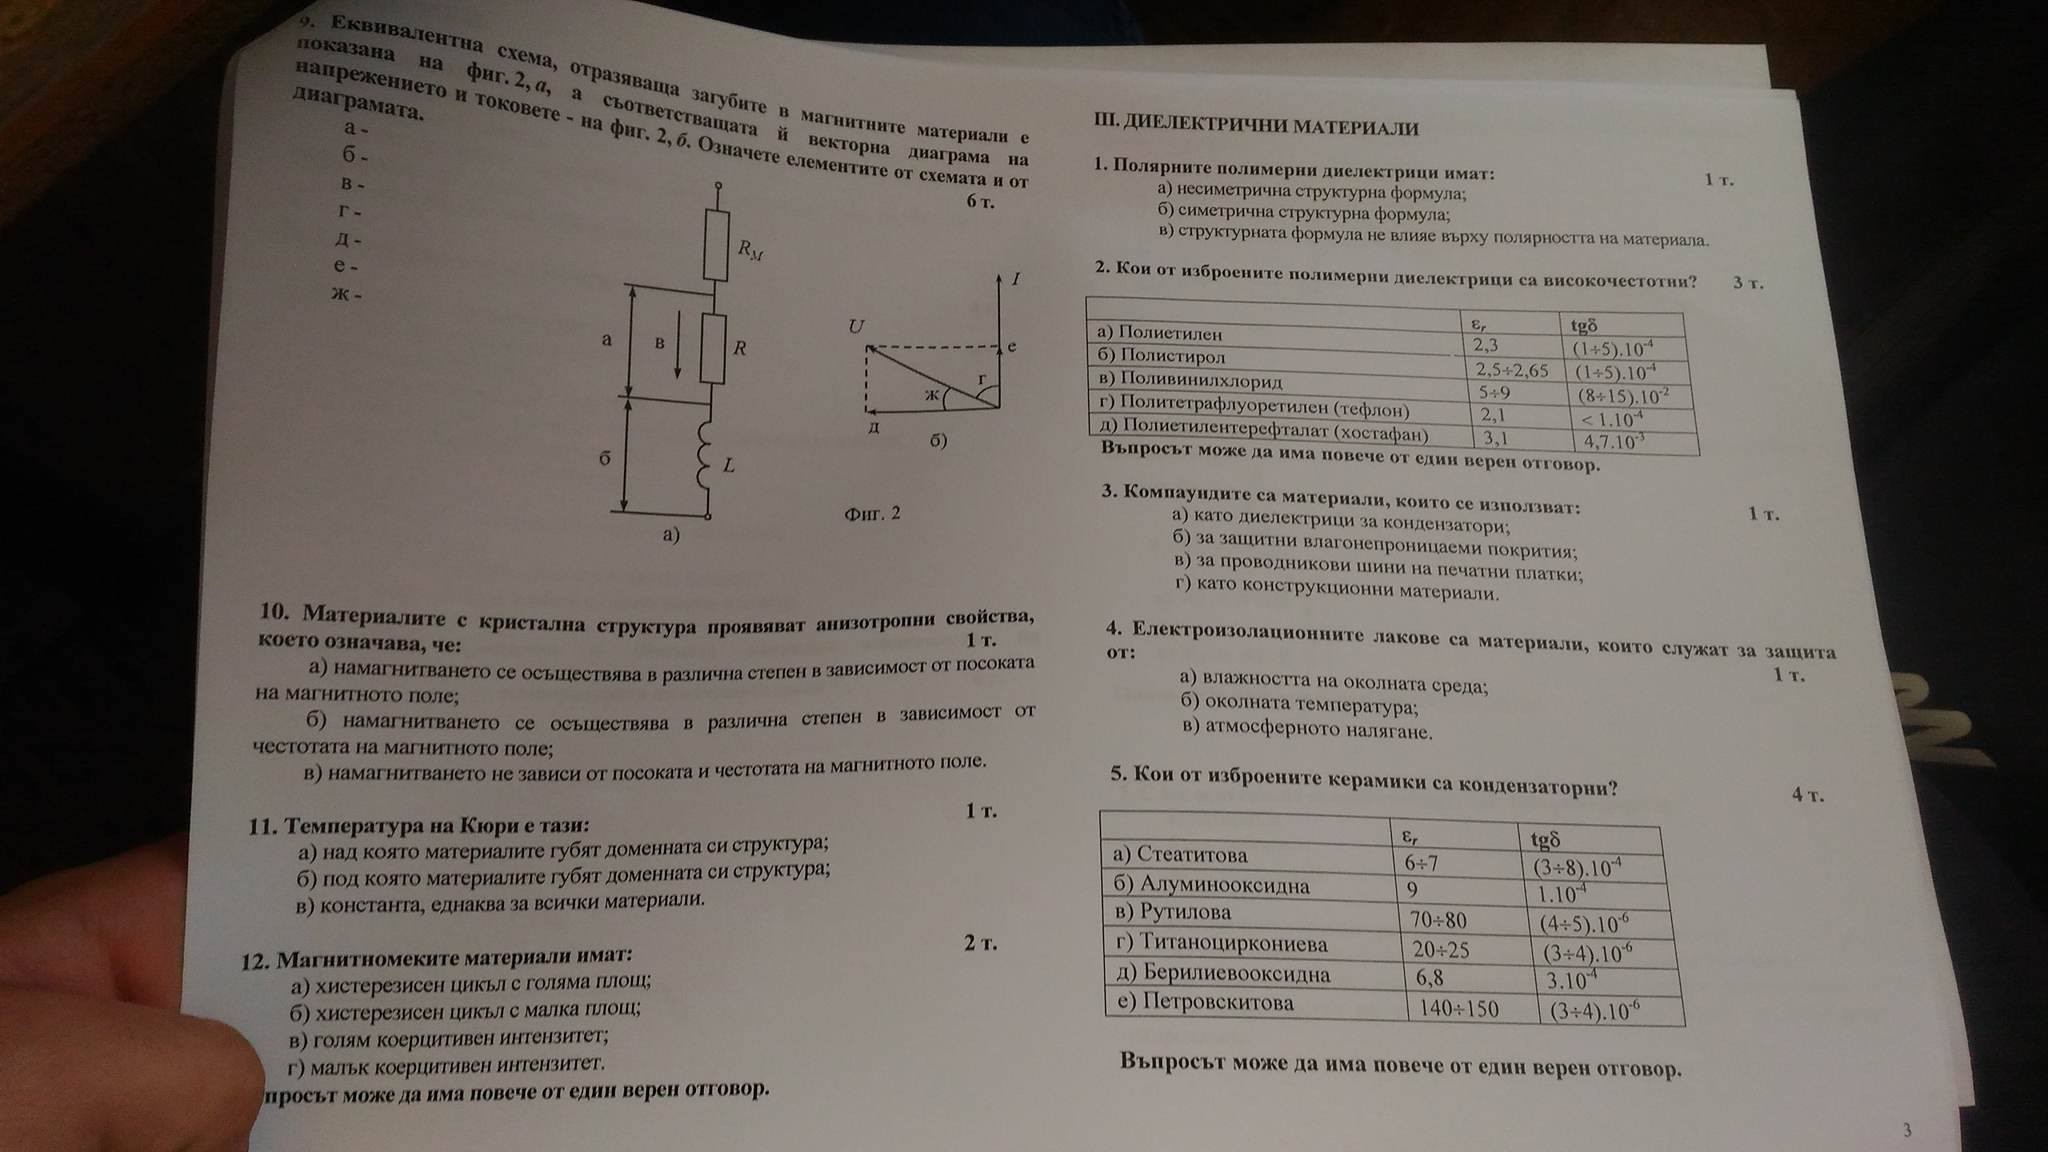 9. Еквивалентна схема, отразяваща загубите в магнитните материали е
показана на фиг. 2, а, а съответстващата й векторна диаграма на
напрежението и токовете - на фиг. 2, б. Означете елементите от схемата и от
диаграмата.
6 т.
а -
б -
в -
г -
д -
е -
ж -
R_M
а
в
R
б
L
а)
I
U
е
г
ж
д
б)
Фиг. 2
10. Материалите с кристална структура проявяват анизотропни свойства,
което означава, че: 1 т.
а) намагнитването се осъществява в различна степен в зависимост от посоката
на магнитното поле;
б) намагнитването се осъществява в различна степен в зависимост от
честотата на магнитното поле;
в) намагнитването не зависи от посоката и честотата на магнитното поле.
11. Температура на Кюри е тази: 1 т.
а) над която материалите губят доменната си структура;
б) под която материалите губят доменната си структура;
в) константа, еднаква за всички материали.
12. Магнитномеките материали имат: 2 т.
а) хистерезисен цикъл с голяма площ;
б) хистерезисен цикъл с малка площ;
в) голям коерцитивен интензитет;
г) малък коерцитивен интензитет.
просът може да има повече от един верен отговор.
III. ДИЕЛЕКТРИЧНИ МАТЕРИАЛИ
1. Полярните полимерни диелектрици имат: 1 т.
а) несиметрична структурна формула;
б) симетрична структурна формула;
в) структурната формула не влияе върху полярността на материала.
2. Кои от изброените полимерни диелектрици са високочестотни? 3 т.
εr tgδ
а) Полиетилен 2,3 (1÷5).10⁻⁴
б) Полистирол 2,5÷2,65 (1÷5).10⁻⁴
в) Поливинилхлорид 5÷9 (8÷15).10⁻²
г) Политетрафлуоретилен (тефлон) 2,1 < 1.10⁻⁴
д) Полиетилентерефталат (хостафан) 3,1 4,7.10⁻³
Въпросът може да има повече от един верен отговор.
3. Компаундите са материали, които се използват: 1 т.
а) като диелектрици за кондензатори;
б) за защитни влагонепроницаеми покрития;
в) за проводникови шини на печатни платки;
г) като конструкционни материали.
4. Електроизолационните лакове са материали, които служат за защита
от: 1 т.
а) влажността на околната среда;
б) околната температура;
в) атмосферното налягане.
5. Кои от изброените керамики са кондензаторни? 4 т.
εr tgδ
а) Стеатитова 6÷7 (3÷8).10⁻⁴
б) Алуминооксидна 9 1.10⁻⁴
в) Рутилова 70÷80 (4÷5).10⁻⁶
г) Титаноциркониева 20÷25 (3÷4).10⁻⁶
д) Берилиевооксидна 6,8 3.10⁻⁴
е) Петровскитова 140÷150 (3÷4).10⁻⁶
Въпросът може да има повече от един верен отговор.
3